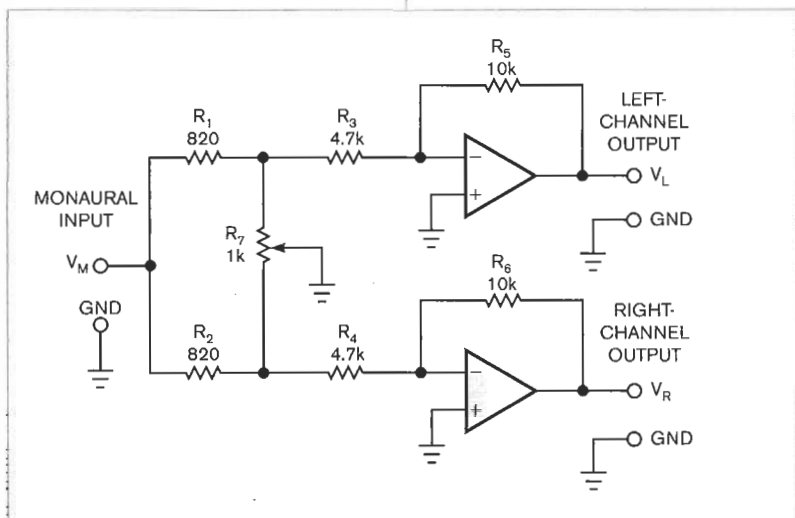 R5
10k
LEFT-
CHANNEL
OUTPUT
R1
820
R3
4.7k
−
+
VL
MONAURAL
INPUT
GND
R7
1k
VM
R6
10k
GND
RIGHT-
CHANNEL
OUTPUT
R2
820
R4
4.7k
−
+
VR
GND